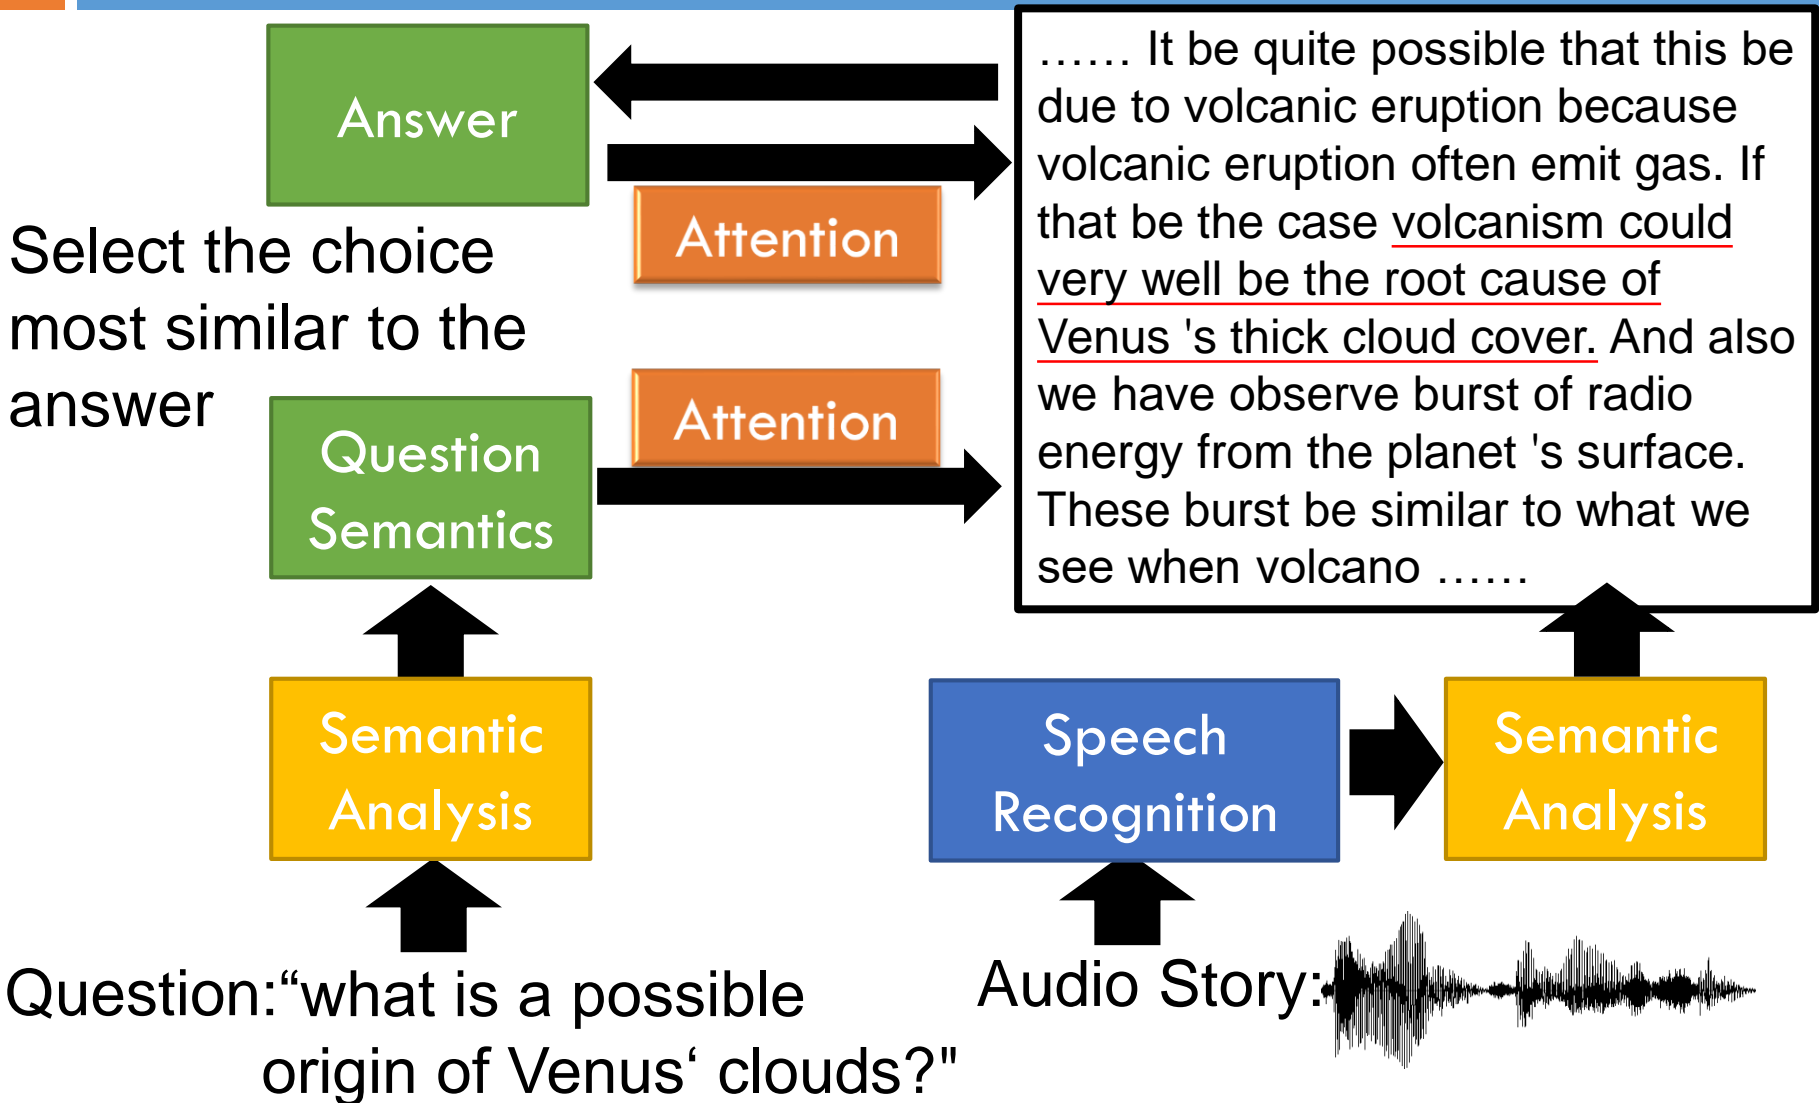 Answer
Attention
Select the choice
most similar to the
answer
Attention
Question
Semantics
Semantic
Analysis
Question:“what is a possible
origin of Venus‘ clouds?"
…… It be quite possible that this be
due to volcanic eruption because
volcanic eruption often emit gas. If
that be the case volcanism could
very well be the root cause of
Venus 's thick cloud cover. And also
we have observe burst of radio
energy from the planet 's surface.
These burst be similar to what we
see when volcano ……
Speech
Recognition
Semantic
Analysis
Audio Story: